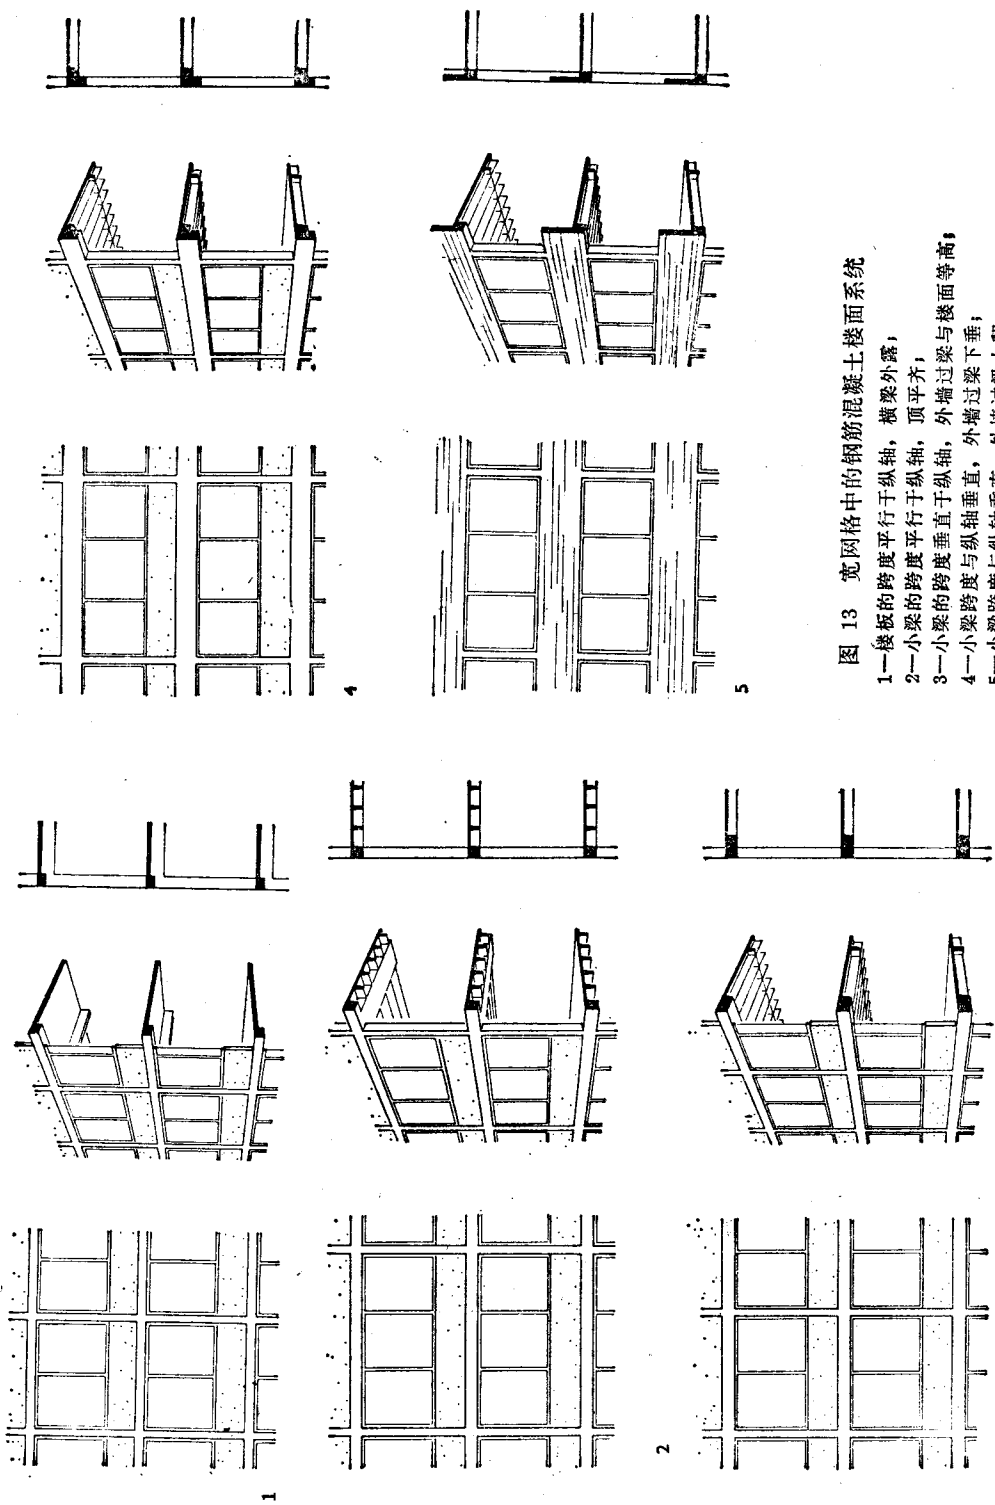 1
2
4
5
图 13 宽网格中的钢筋混凝土楼面系统
1—楼板的跨度平行于纵轴，横梁外露；
2—小梁的跨度平行于纵轴，顶平齐；
3—小梁的跨度垂直于纵轴，外墙过梁与楼面等高；
4—小梁跨度与纵轴垂直，外墙过梁下垂；